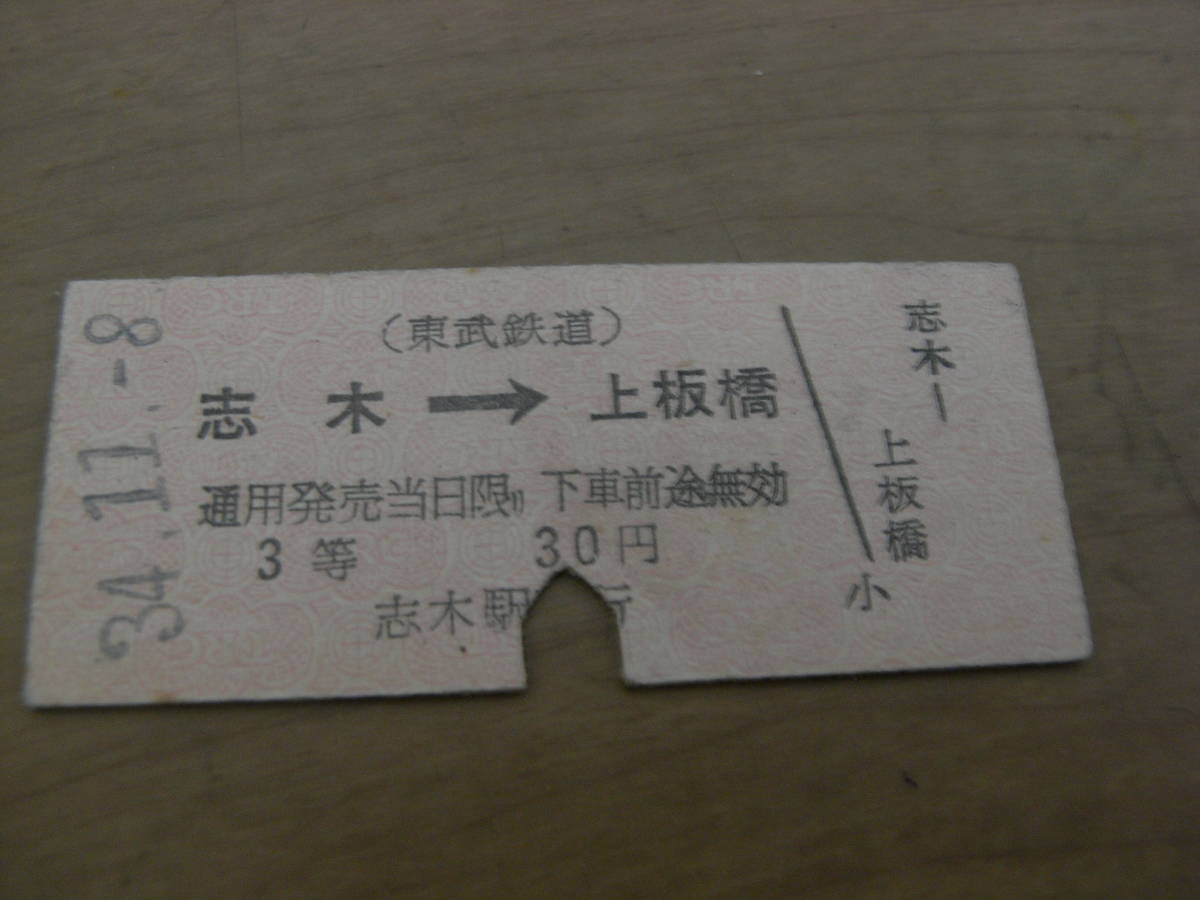 34.11.-8
(東武鉄道)
志木→上板橋
通用発売当日限り 下車前途無効
3等 30円
志木駅行
志木―
上板橋
小